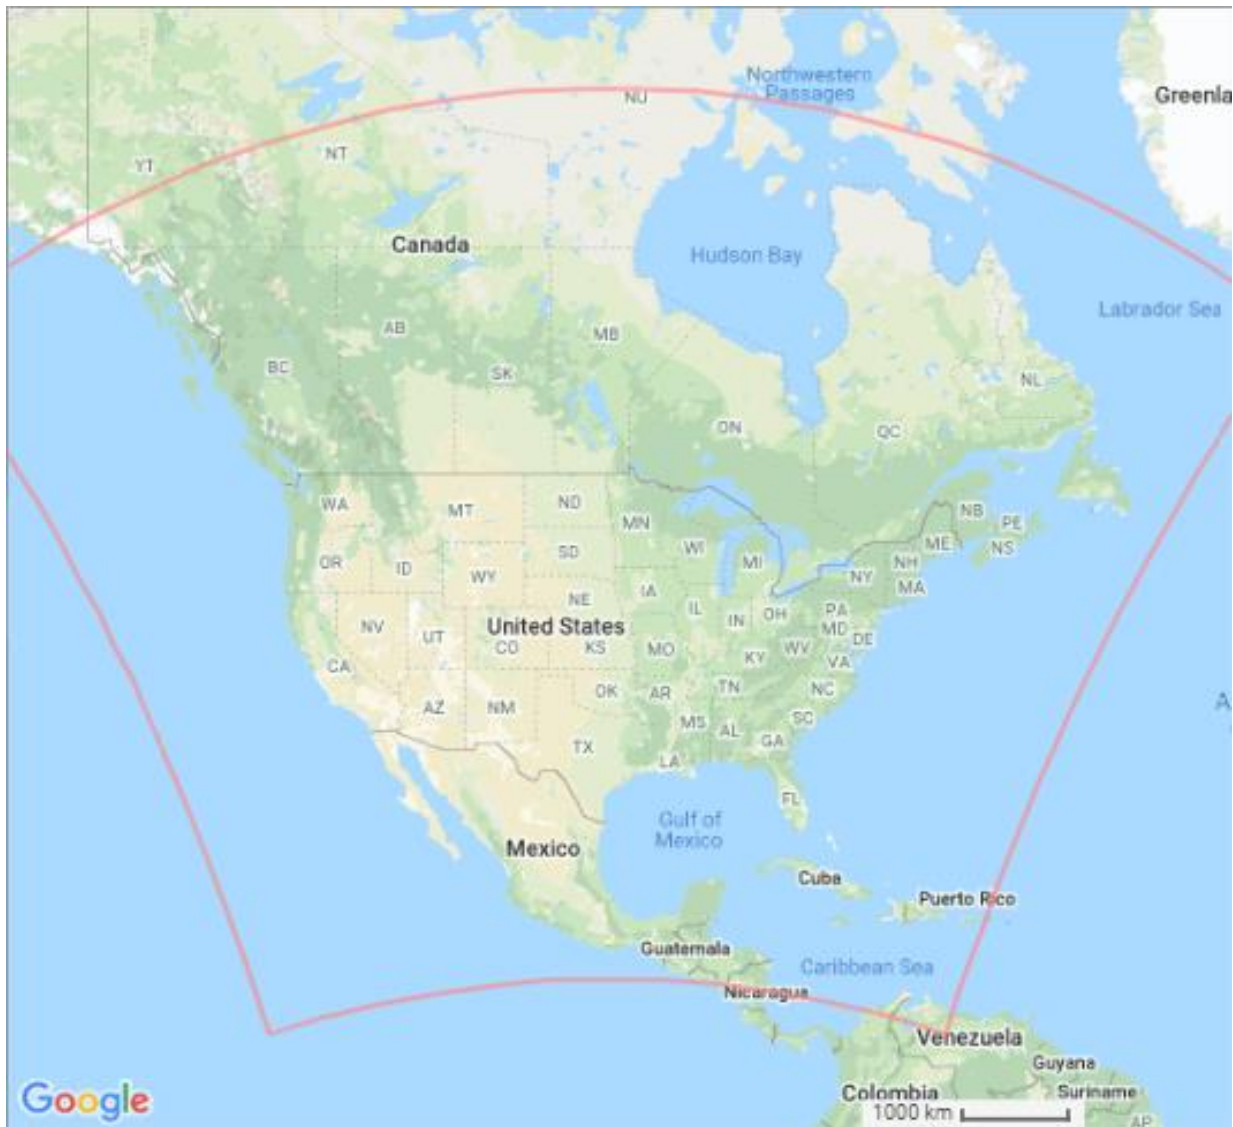 Northwestern
Passages
NU
Greenla
YT
NT
Canada
Hudson Bay
Labrador Sea
AB
MB
BC
SK
NL
ON
QC
WA
MT
ND
MN
NB
PE
OR
ID
SD
WI
MI
ME
NS
WY
NY
NH
MA
NE
IA
IL
IN
OH
PA
NV
UT
United States
MD
DE
CO
KS
MO
KY
WV
VA
CA
AZ
NM
OK
AR
TN
NC
MS
AL
SC
GA
TX
LA
A
FL
Gulf of
Mexico
Mexico
Cuba
Puerto Rico
Guatemala
Caribbean Sea
Nicaragua
Venezuela
Guyana
Colombia
Suriname
Google
1000 km
AP